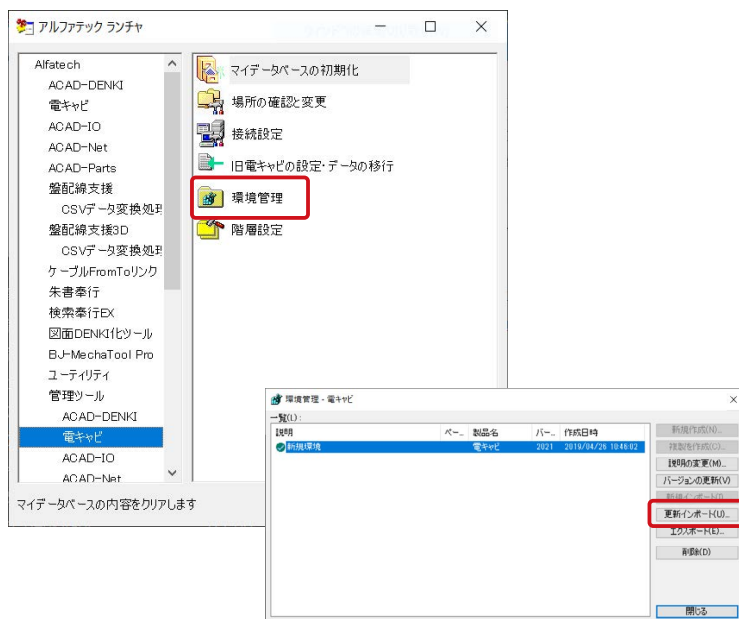 アルファテック ランチャ
Alfatech
ACAD-DENKI
電キャビ
ACAD-IO
ACAD-Net
ACAD-Parts
盤配線支援
CSVデータ変換処理
盤配線支援3D
CSVデータ変換処理
ケーブルFromToリンク
朱書奉行
検索奉行EX
図面DENKI化ツール
BJ-MechaTool Pro
ユーティリティ
管理ツール
ACAD-DENKI
電キャビ
ACAD-IO
ACAD-Net
マイデータベースの初期化
場所の確認と変更
接続設定
旧電キャビの設定・データの移行
環境管理
階層設定
マイデータベースの内容をクリアします
環境管理 - 電キャビ
一覧(L):
説明 ベー... 製品名 バー... 作成日時
新規環境 電キャビ 2021 2019/04/26 10:46:02
新規作成(N)...
複製を作成(C)...
説明の変更(M)...
バージョンの更新(V)
新規インポート(I)...
更新インポート(U)...
エクスポート(E)...
削除(D)
閉じる